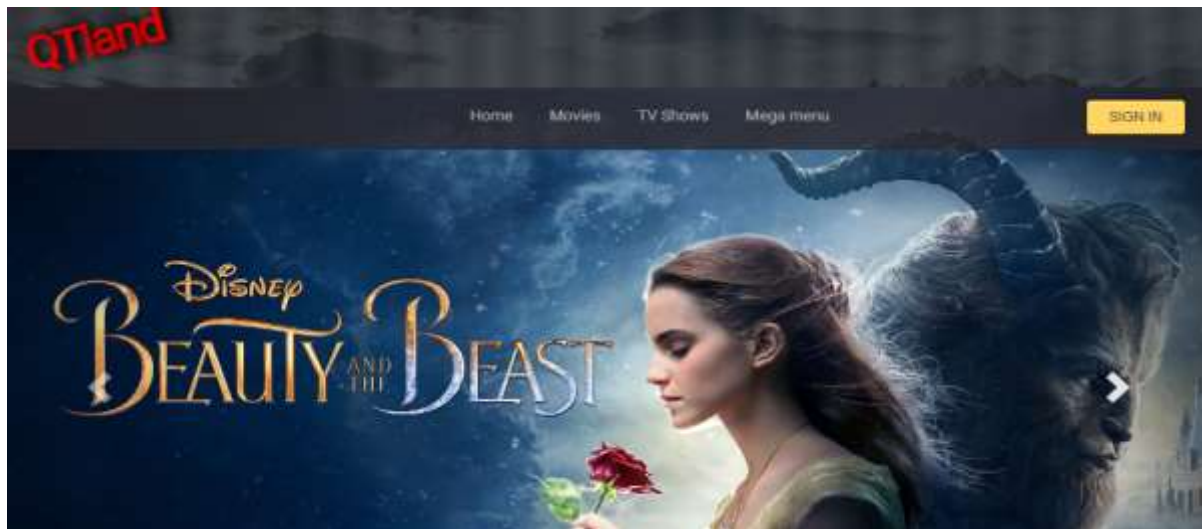 QTland
Home Movies TV Shows Mega menu SIGN IN
Disney
BEAUTY AND THE BEAST